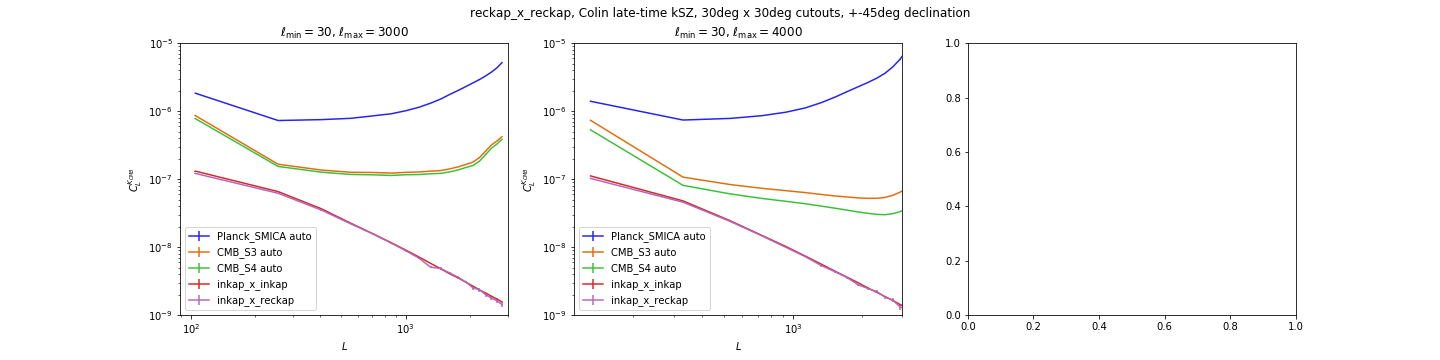 reckap_x_reckap, Colin late-time kSZ, 30deg x 30deg cutouts, +-45deg declination
ℓmin = 30, ℓmax = 3000
10⁻⁵
10⁻⁶
10⁻⁷
10⁻⁸
10⁻⁹
C_L^{κ_CMB}
Planck_SMICA auto
CMB_S3 auto
CMB_S4 auto
inkap_x_inkap
inkap_x_reckap
10² 10³
L
ℓmin = 30, ℓmax = 4000
10⁻⁵
10⁻⁶
10⁻⁷
10⁻⁸
10⁻⁹
C_L^{κ_CMB}
Planck_SMICA auto
CMB_S3 auto
CMB_S4 auto
inkap_x_inkap
inkap_x_reckap
10³
L
1.0
0.8
0.6
0.4
0.2
0.0
0.0 0.2 0.4 0.6 0.8 1.0